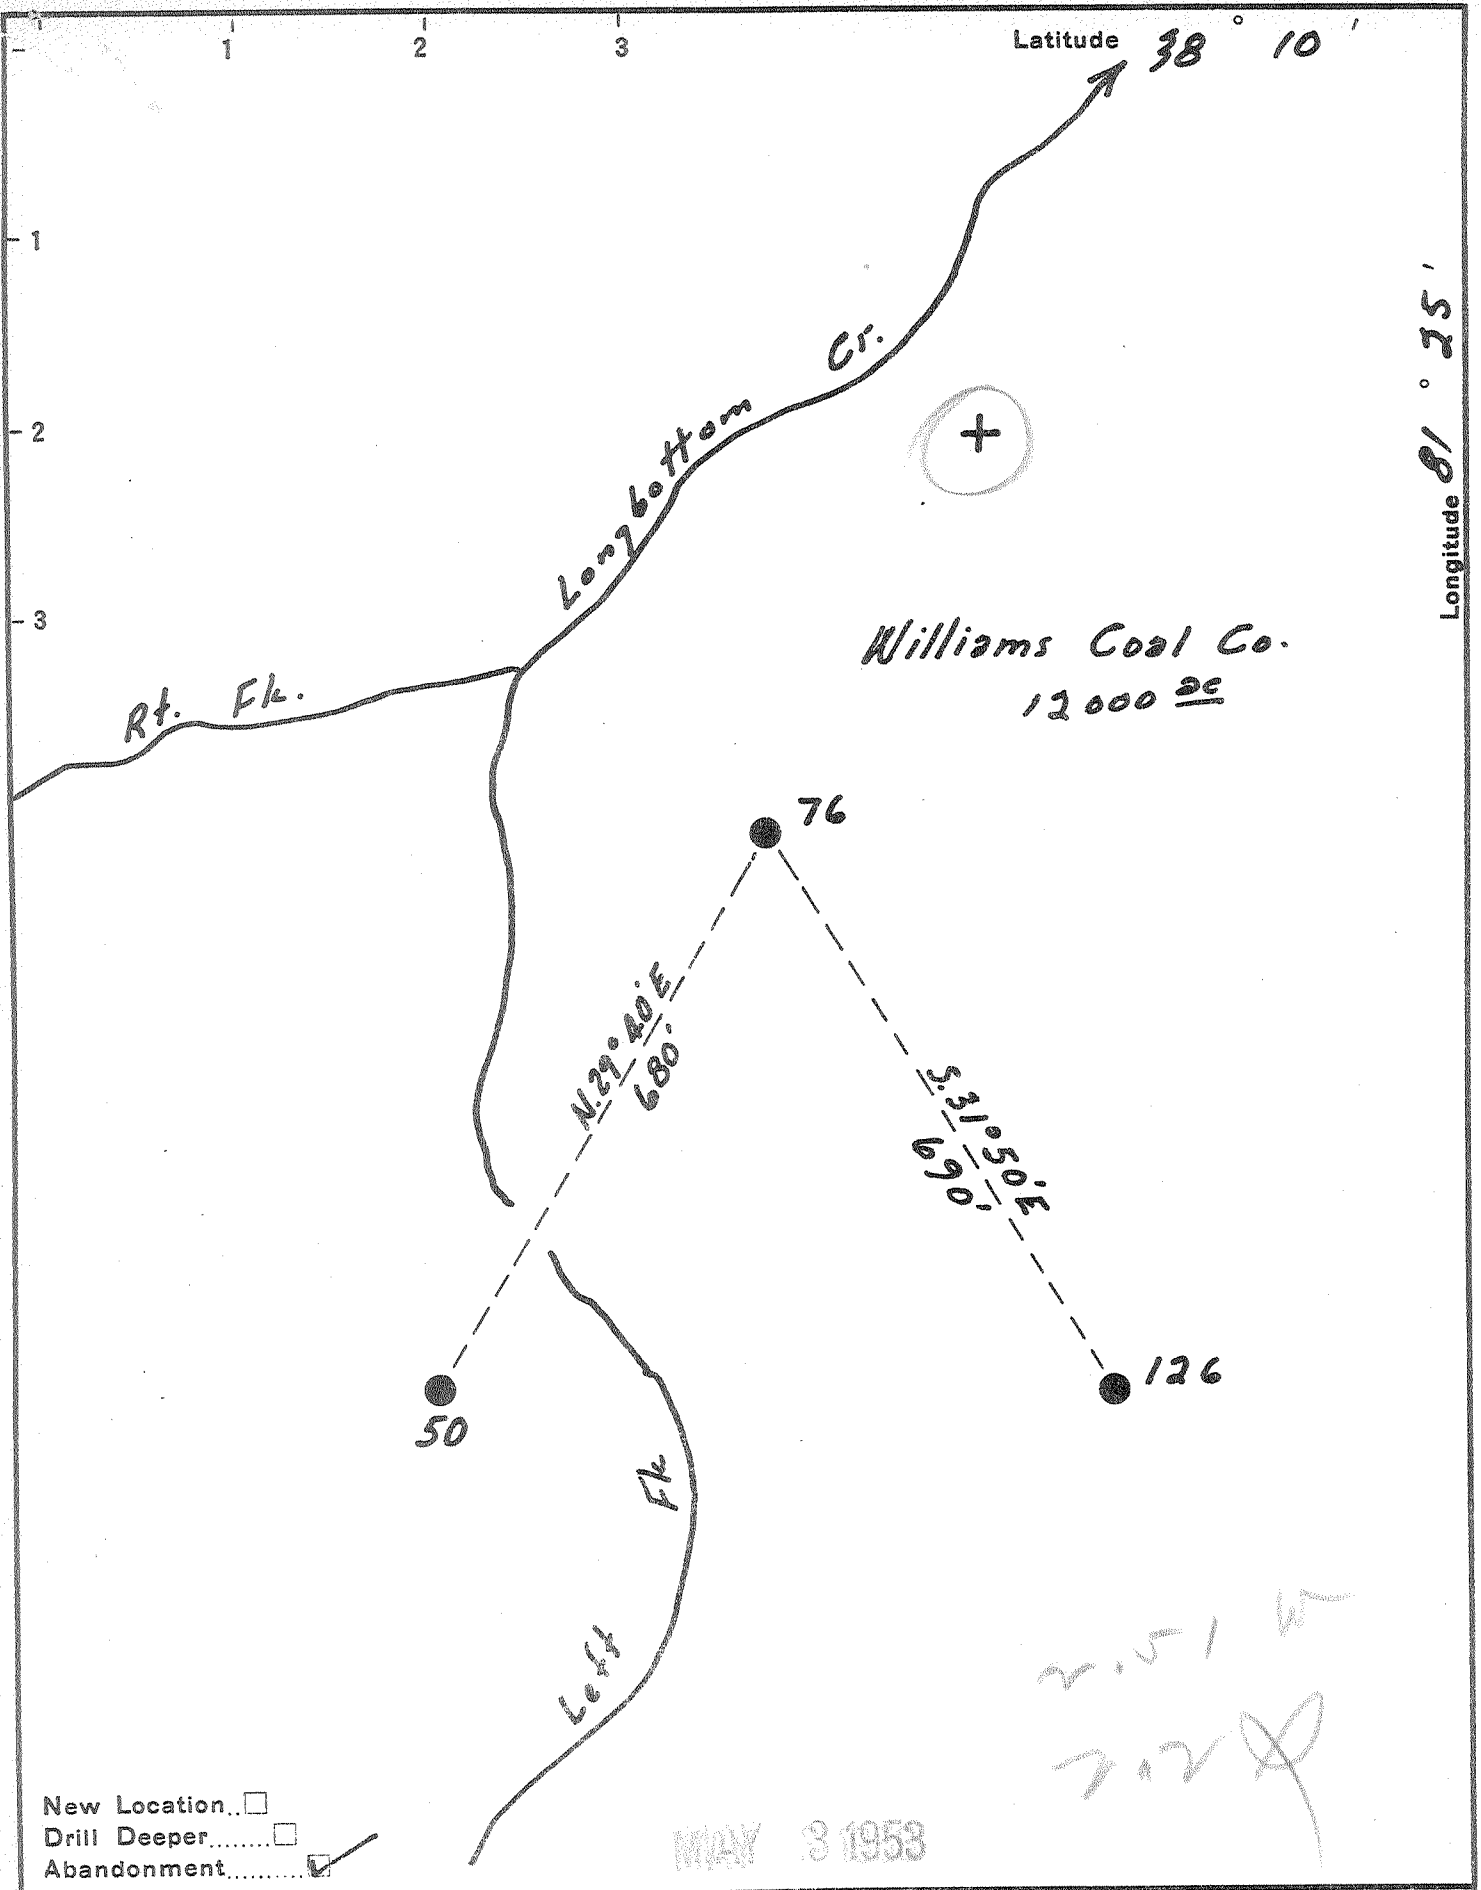 1 2 3
Latitude 38° 10'
1
2
3
Longitude 81° 25'
Longbottom Cr.
+
Williams Coal Co.
12000 ac
Rt. Fk.
76
N.29°40'E
680'
S.31°50'E
690'
126
50
Left Fk
New Location..
Drill Deeper........
Abandonment.........
MAY 3 1953